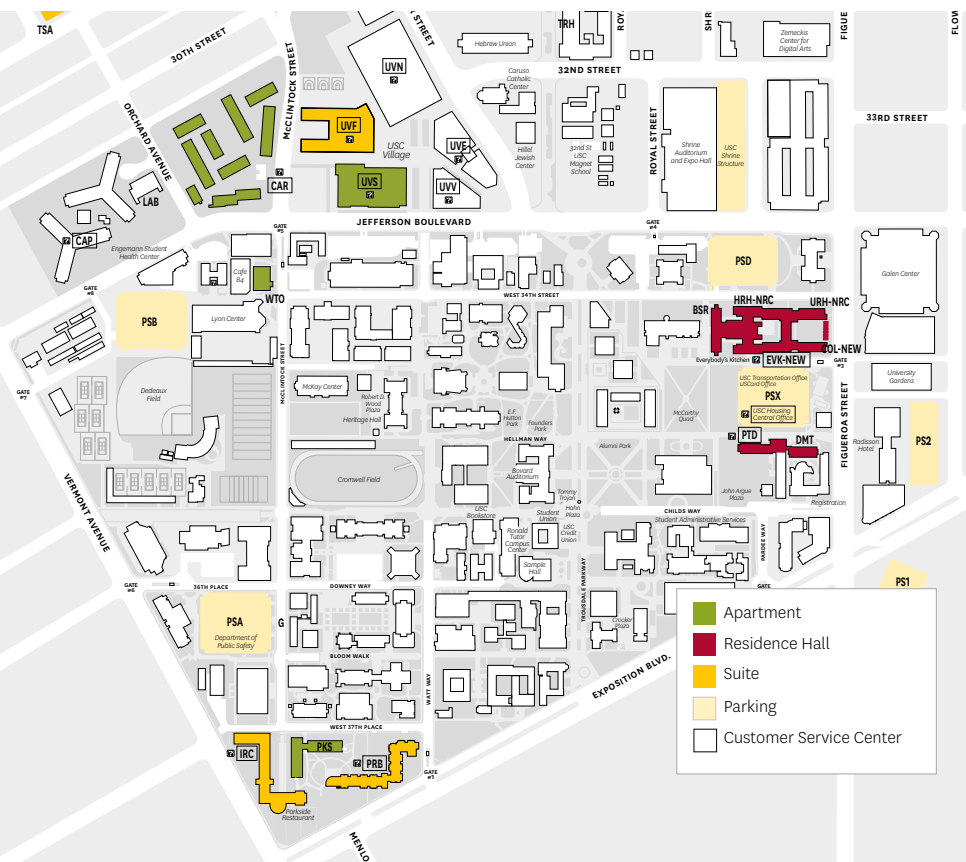 TSA
30TH STREET
McCLINTOCK STREET
STREET
TRH
ROY
SHR
FIGUE
FLOW
Hebrew Union
Zemeckis
Center for
Digital Arts
UVN
32ND STREET
Caruso
Catholic
Center
ORCHARD AVENUE
UVF
USC
Village
UVE
Hillel
Jewish
Center
32nd St
USC
Magnet
School
ROYAL STREET
Shrine
Auditorium
and Expo Hall
USC
Shrine
Structure
33RD STREET
CAR
UVS
UVV
LAB
JEFFERSON BOULEVARD
GATE
#5
GATE
#4
CAP
Engemann Student
Health Center
Cafe
84
PSD
Galen Center
GATE
#8
WTO
WEST 34TH STREET
PSB
Lyon Center
BSR
HRH-NRC
URH-NRC
COL-NEW
Everybody's Kitchen
EVK-NEW
GATE
#3
GATE
#7
Dedeaux
Field
McCLINTOCK STREET
McKay Center
Robert D.
Wood
Plaza
Heritage Hall
E.F.
Hutton
Park
Founders
Park
McCarthy
Quad
USC Transportation Office
USCard Office
PSX
USC Housing
Central Office
University
Gardens
FIGUEROA STREET
HELLMAN WAY
Alumni Park
PTD
DMT
Radisson
Hotel
PS2
Cromwell Field
Bovard
Auditorium
Tommy
Trojan
Hahn
Plaza
John Argue
Plaza
Registration
VERMONT AVENUE
USC
Bookstore
Student
Union
CHILDS WAY
Student Administrative Services
Ronald
Tutor
Campus
Center
USC
Credit
Union
Sample
Hall
PARDEE WAY
GATE
#6
36TH PLACE
DOWNEY WAY
TROUSDALE PARKWAY
GATE
PS1
PSA
Department of
Public Safety
G
Crocker
Plaza
BLOOM WALK
WATT WAY
EXPOSITION BLVD.
WEST 37TH PLACE
IRC
PKS
PRB
GATE
#1
Parkside
Restaurant
MENLO
Apartment
Residence Hall
Suite
Parking
Customer Service Center